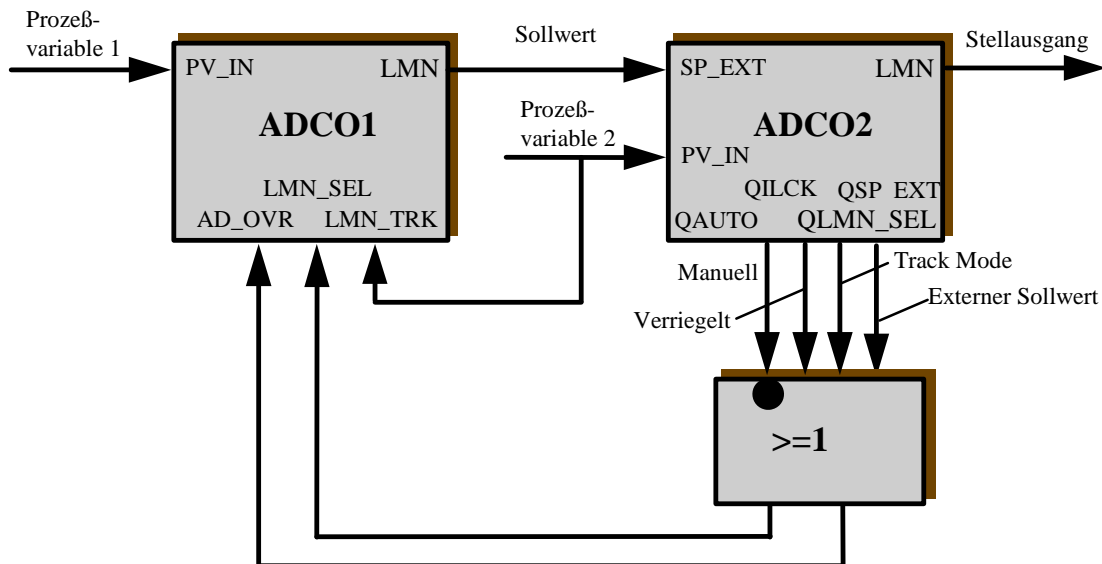 Prozeß-
variable 1
PV_IN
LMN
ADCO1
LMN_SEL
AD_OVR
LMN_TRK
Sollwert
Prozeß-
variable 2
SP_EXT
LMN
ADCO2
PV_IN
QILCK
QSP_EXT
QAUTO
QLMN_SEL
Stellausgang
Manuell
Track Mode
Verriegelt
Externer Sollwert
>=1